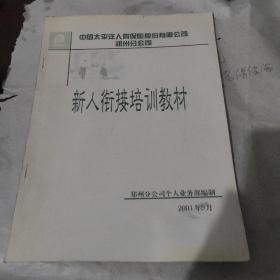 中国太平洋人寿保险股份有限公司
郑州分公司
新人衔接培训教材
郑州分公司个人业务部编制
2001年9月